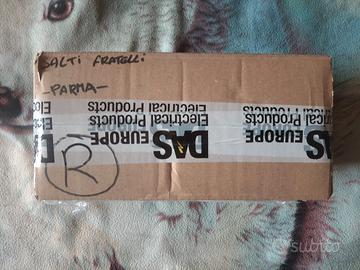 SALTI FRATELLI
-PARMA-
R
DAS EUROPE
Electrical Products
DAS EUROPE
Electrical Products
subito